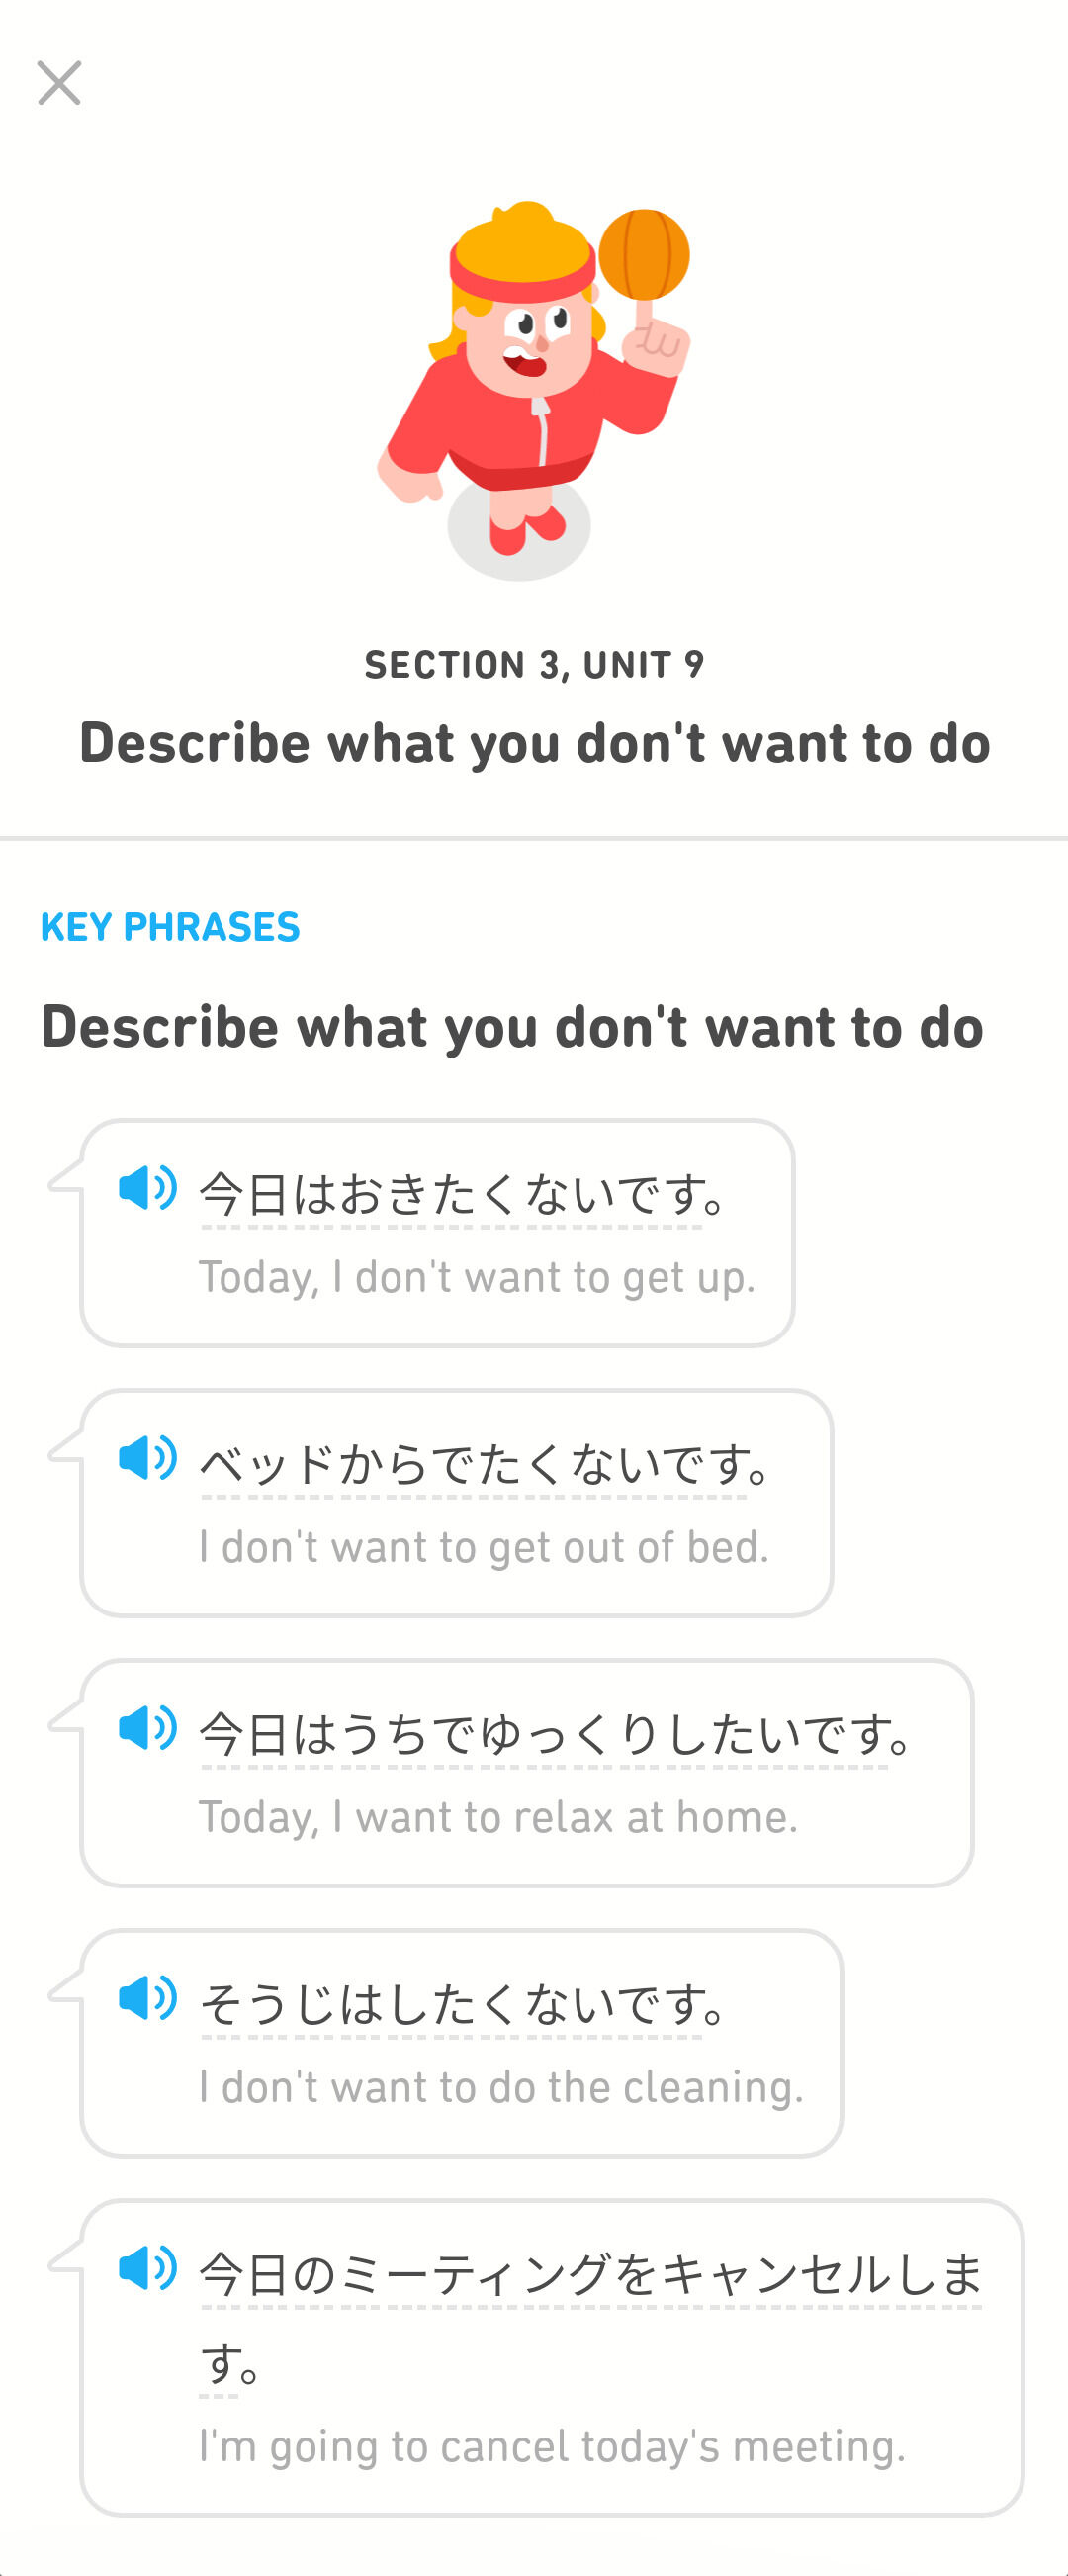 SECTION 3, UNIT 9
Describe what you don't want to do
KEY PHRASES
Describe what you don't want to do
今日はおきたくないです。
Today, I don't want to get up.
ベッドからでたくないです。
I don't want to get out of bed.
今日はうちでゆっくりしたいです。
Today, I want to relax at home.
そうじはしたくないです。
I don't want to do the cleaning.
今日のミーティングをキャンセルしま
す。
I'm going to cancel today's meeting.